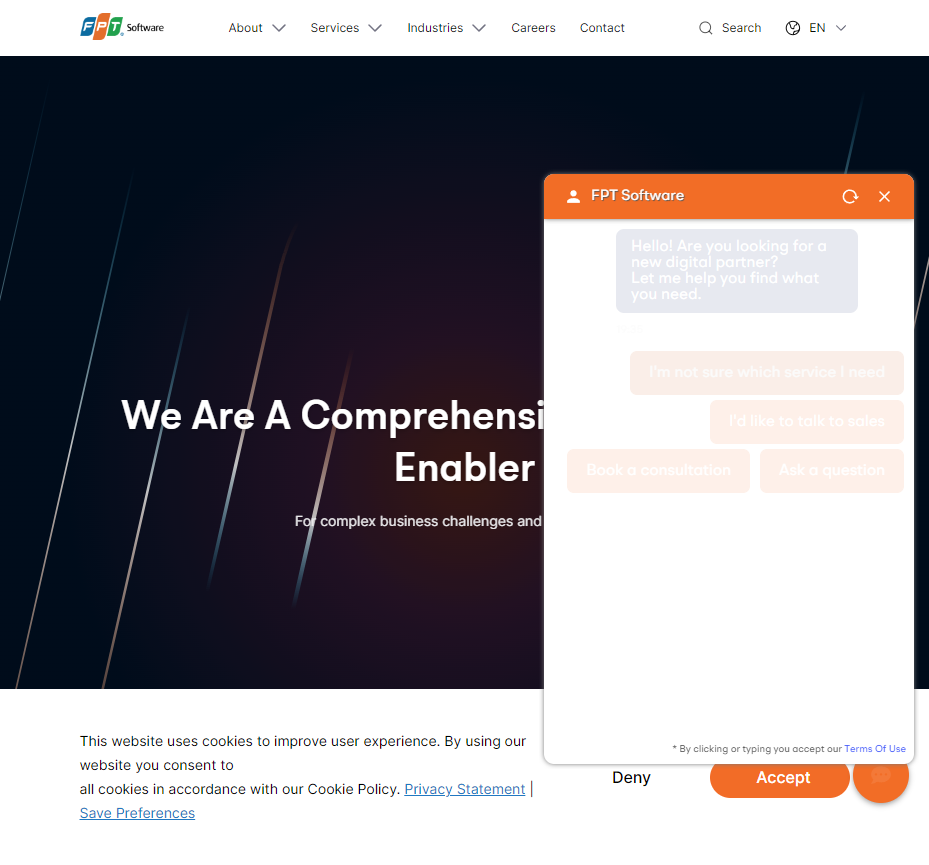 FPT Software
About
Services
Industries
Careers
Contact
Search
EN
We Are A Comprehensi
Enabler
For complex business challenges and
FPT Software
Hello! Are you looking for a
new digital partner?
Let me help you find what
you need.
I'm not sure which service I need
I'd like to talk to sales
Book a consultation
Ask a question
* By clicking or typing you accept our Terms Of Use
This website uses cookies to improve user experience. By using our
website you consent to
all cookies in accordance with our Cookie Policy. Privacy Statement |
Save Preferences
Deny
Accept